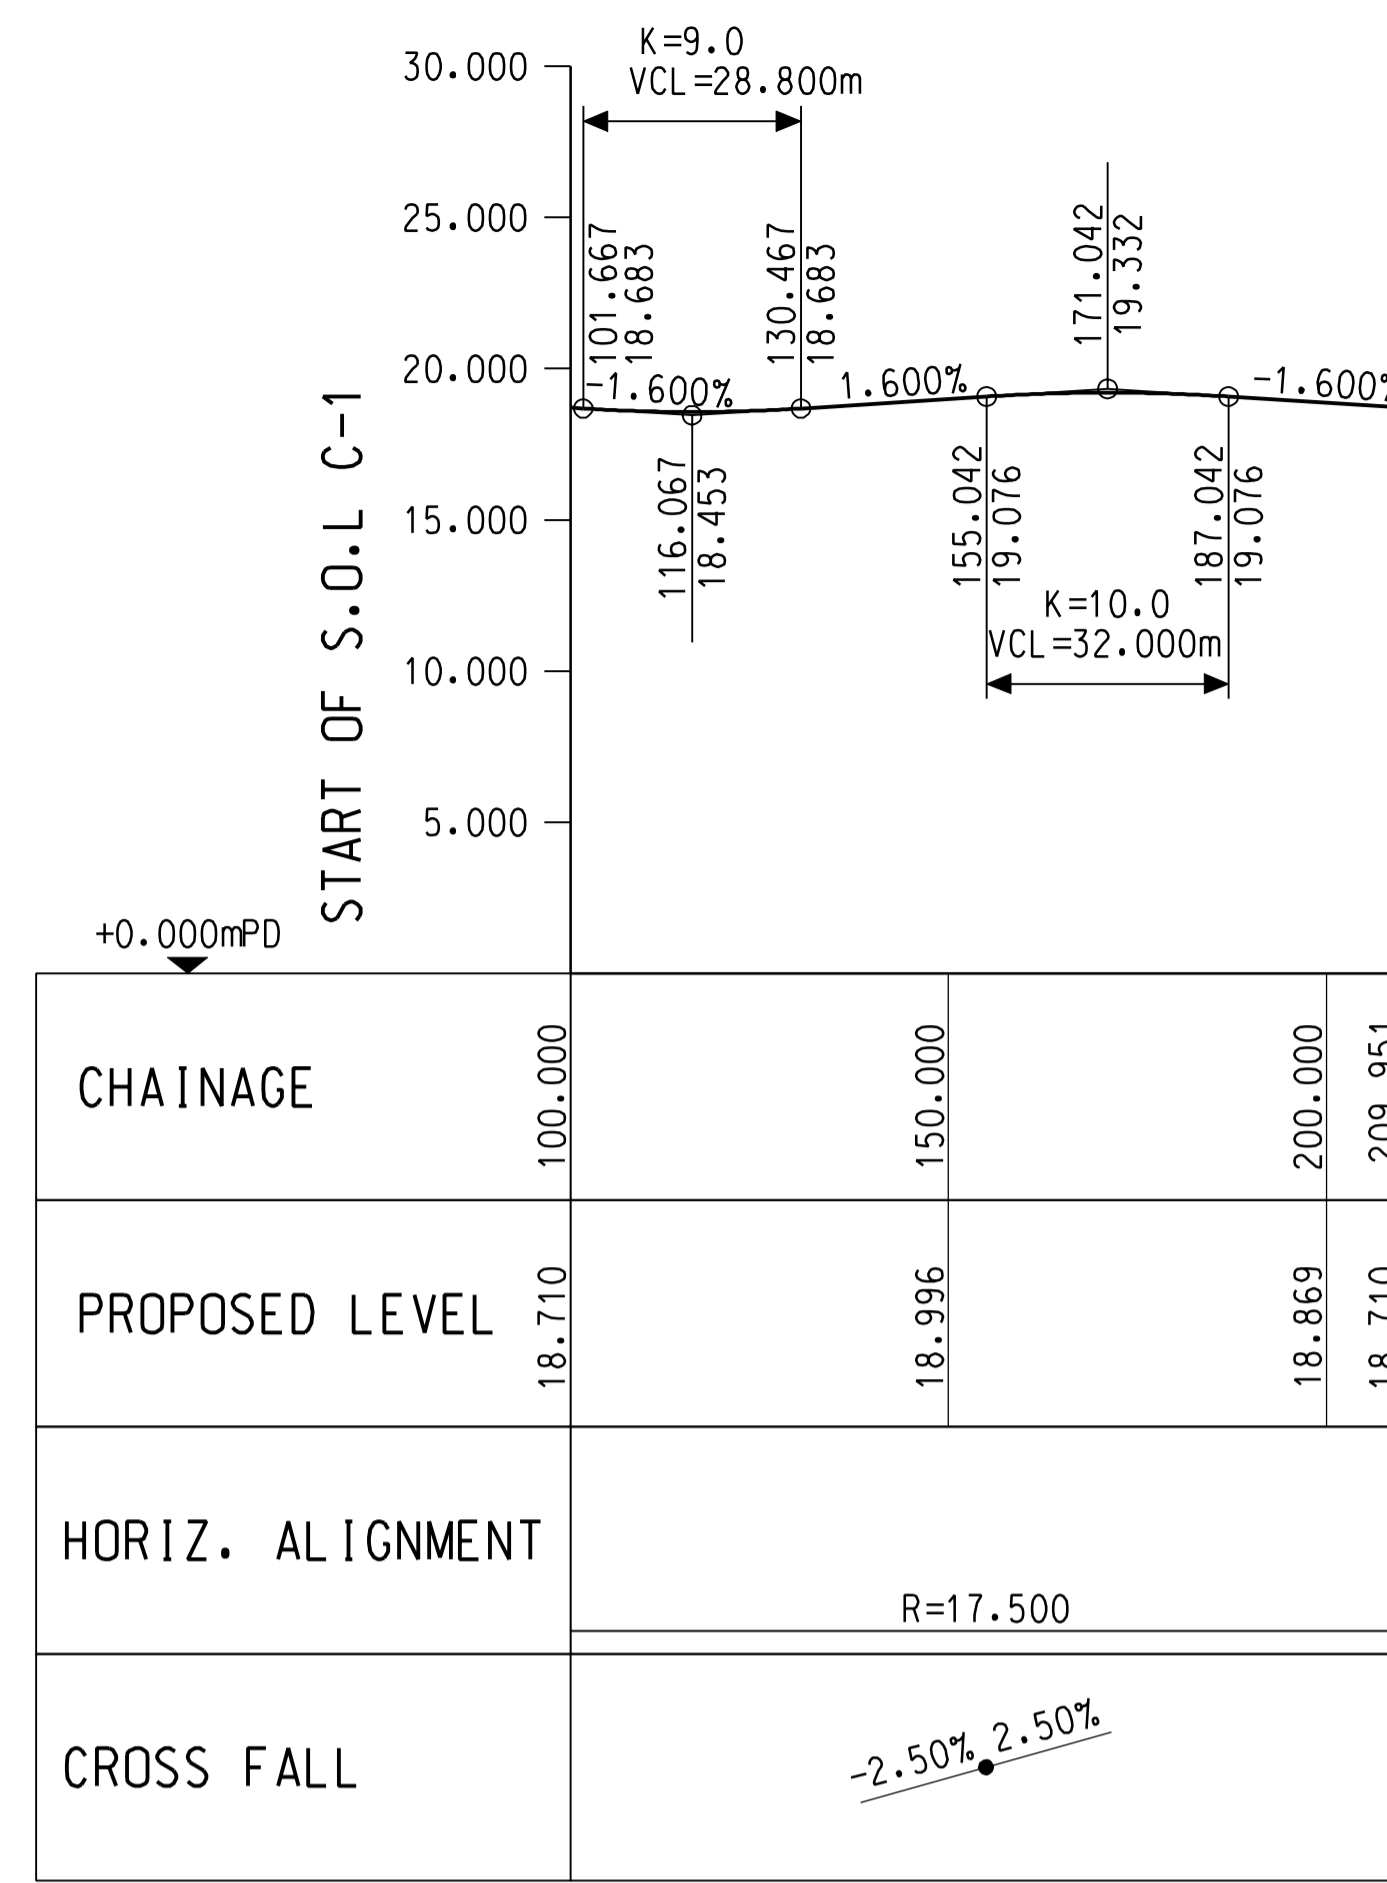 K=9.0
VCL=28.800m
30.000
25.000
20.000
15.000
10.000
5.000
START OF S.O.L C-1
+0.000mPD
101.667
18.683
130.467
18.683
171.042
19.332
-1.600%
1.600%
-1.600%
116.067
18.453
155.042
19.076
187.042
19.076
K=10.0
VCL=32.000m
CHAINAGE
100.000
150.000
200.000
209.951
PROPOSED LEVEL
18.710
18.996
18.869
18.710
HORIZ. ALIGNMENT
R=17.500
CROSS FALL
-2.50% 2.50%